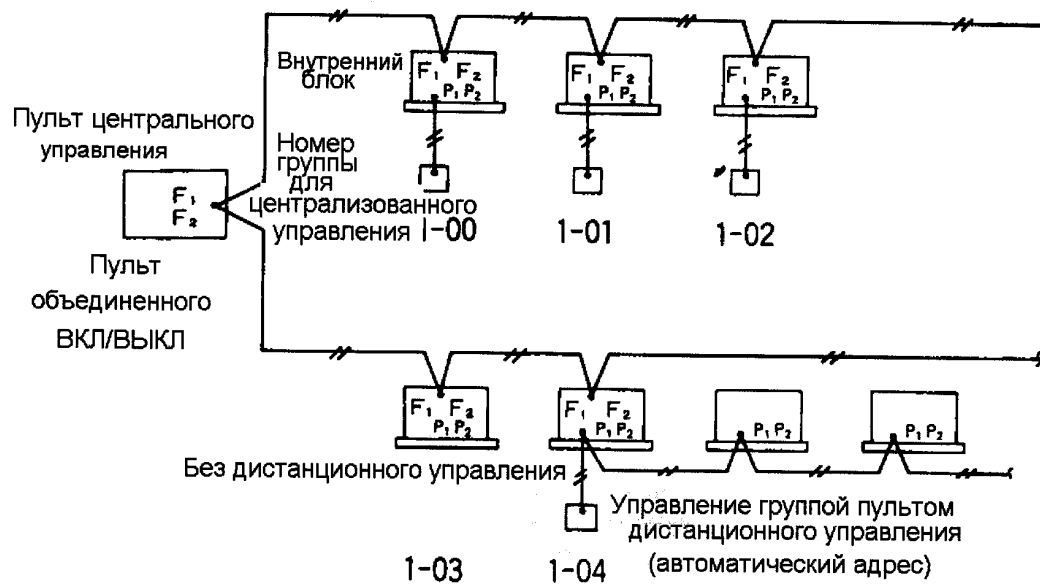 Внутренний
блок
F₁ F₂
P₁ P₂
F₁ F₂
P₁ P₂
F₁ F₂
P₁ P₂
Пульт центрального
управления
F₁
F₂
Номер
группы
для
централизованного
управления
1-00
1-01
1-02
Пульт
объединенного
ВКЛ/ВЫКЛ
F₁ F₂
P₁ P₂
F₁ F₂
P₁ P₂
P₁ P₂
P₁ P₂
Без дистанционного управления
Управление группой пультом
дистанционного управления
(автоматический адрес)
1-03
1-04